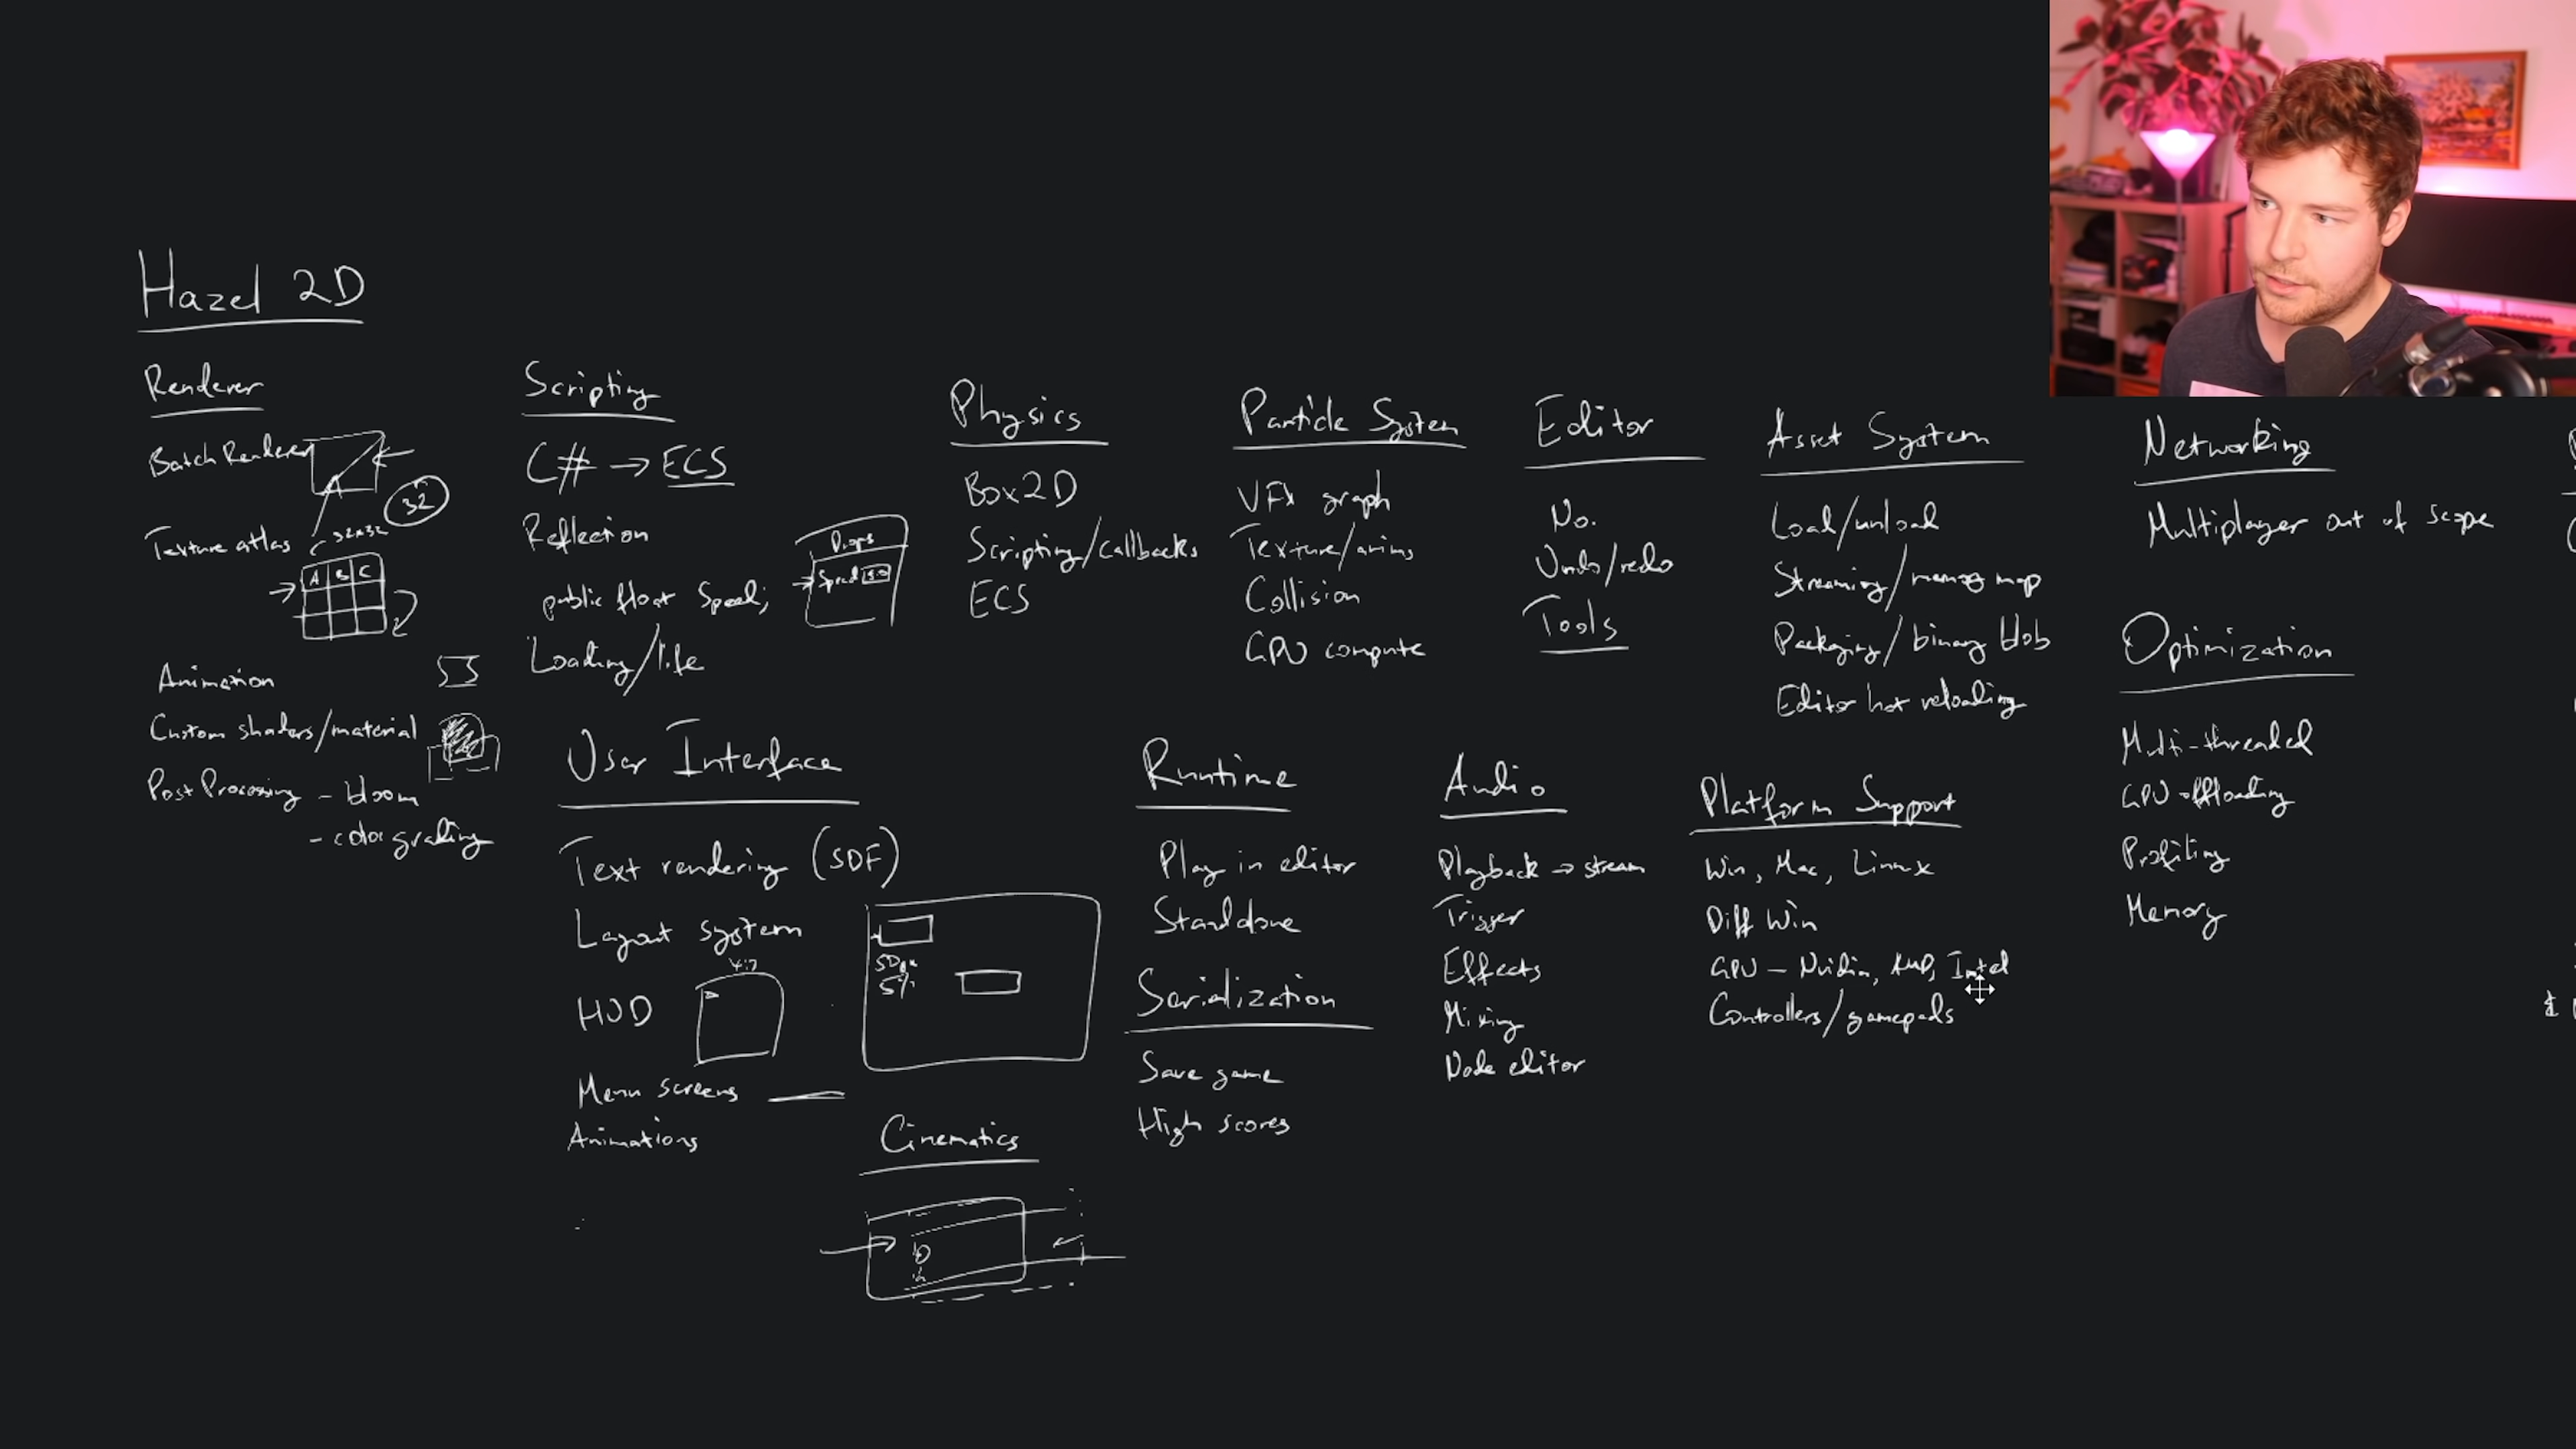 Hazel 2D
Renderer
Batch Renderer
32
Texture atlas
32x32
A B C
Animation
Custom shaders/material
Post Processing - bloom
- color grading
Scripting
C# → ECS
Reflection
public float Speed;
Props
Speed 5.0
Loading/life
Physics
Box2D
Scripting/callbacks
ECS
Particle System
VFX graph
Texture/anims
Collision
GPU compute
Editor
No.
Undo/redo
Tools
Asset System
Load/unload
Streaming/memory map
Packaging/binary blob
Editor hot reloading
Networking
Multiplayer out of scope
Optimization
Multi-threaded
GPU offloading
Profiling
Memory
User Interface
Text rendering (SDF)
Layout system
50px
5%
HUD
Menu screens
Animations
Cinematics
Runtime
Play in editor
Standalone
Serialization
Save game
High scores
Audio
Playback → stream
Trigger
Effects
Mixing
Node editor
Platform Support
Win, Mac, Linux
Diff Win
GPU - Nvidia, AMD, Intel
Controllers/gamepads